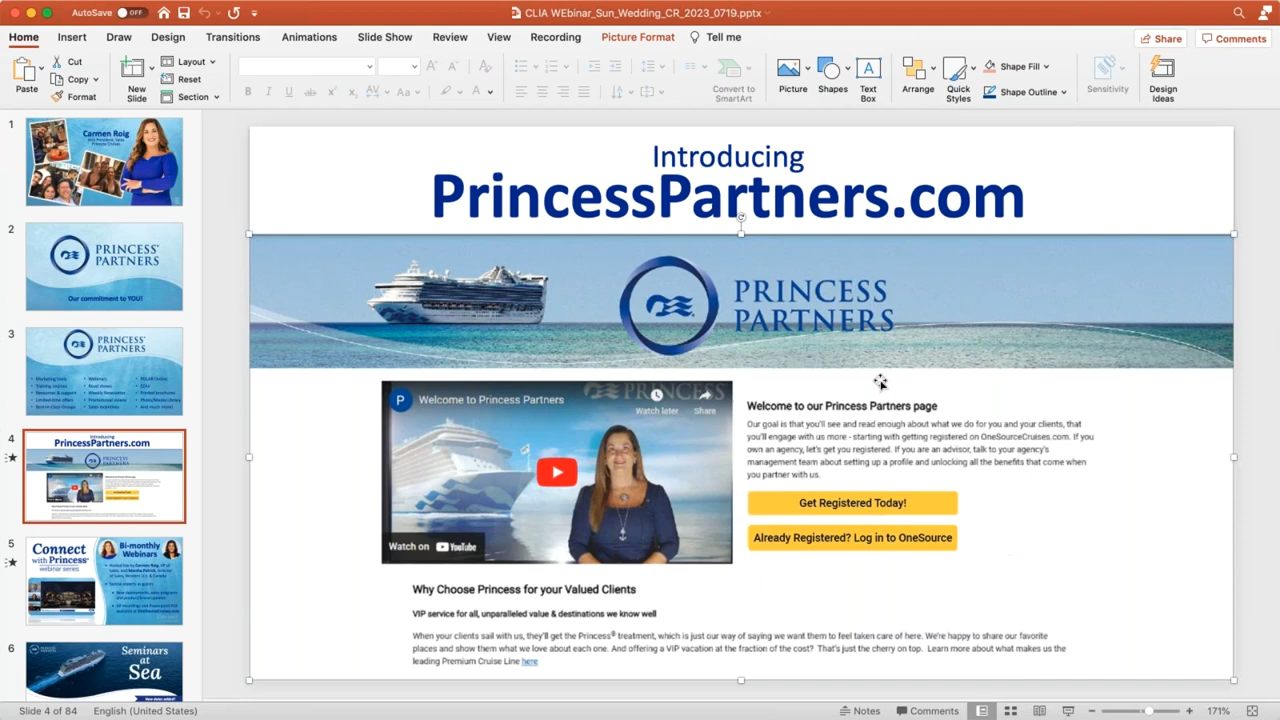 AutoSave OFF
CLIA WEbinar_Sun_Wedding_CR_2023_0719.pptx
Home Insert Draw Design Transitions Animations Slide Show Review View Recording Picture Format Tell me
Share Comments
Paste
Cut
Copy
Format
New Slide
Layout
Reset
Section
Convert to SmartArt
Picture
Shapes
Text Box
Arrange
Quick Styles
Shape Fill
Shape Outline
Sensitivity
Design Ideas
1
Carmen Roig
2
PRINCESS
PARTNERS
Our commitment to YOU!
3
PRINCESS
PARTNERS
4
Introducing
PrincessPartners.com
5
Connect
with Princess
webinar series
Bi-monthly
Webinars
6
Seminars
at
Sea
Introducing
PrincessPartners.com
PRINCESS
PARTNERS
P Welcome to Princess Partners
Watch later Share
Watch on YouTube
Welcome to our Princess Partners page
Our goal is that you'll see and read enough about what we do for you and your clients, that
you'll engage with us more - starting with getting registered on OneSourceCruises.com. If you
own an agency, let's get you registered. If you are an advisor, talk to your agency's
management team about setting up a profile and unlocking all the benefits that come when
you partner with us.
Get Registered Today!
Already Registered? Log in to OneSource
Why Choose Princess for your Valued Clients
VIP service for all, unparalleled value & destinations we know well
When your clients sail with us, they'll get the Princess® treatment, which is just our way of saying we want them to feel taken care of here. We're happy to share our favorite
places and show them what we love about each one. And offering a VIP vacation at the fraction of the cost? That's just the cherry on top. Learn more about what makes us the
leading Premium Cruise Line here
Slide 4 of 84 English (United States)
Notes Comments 171%